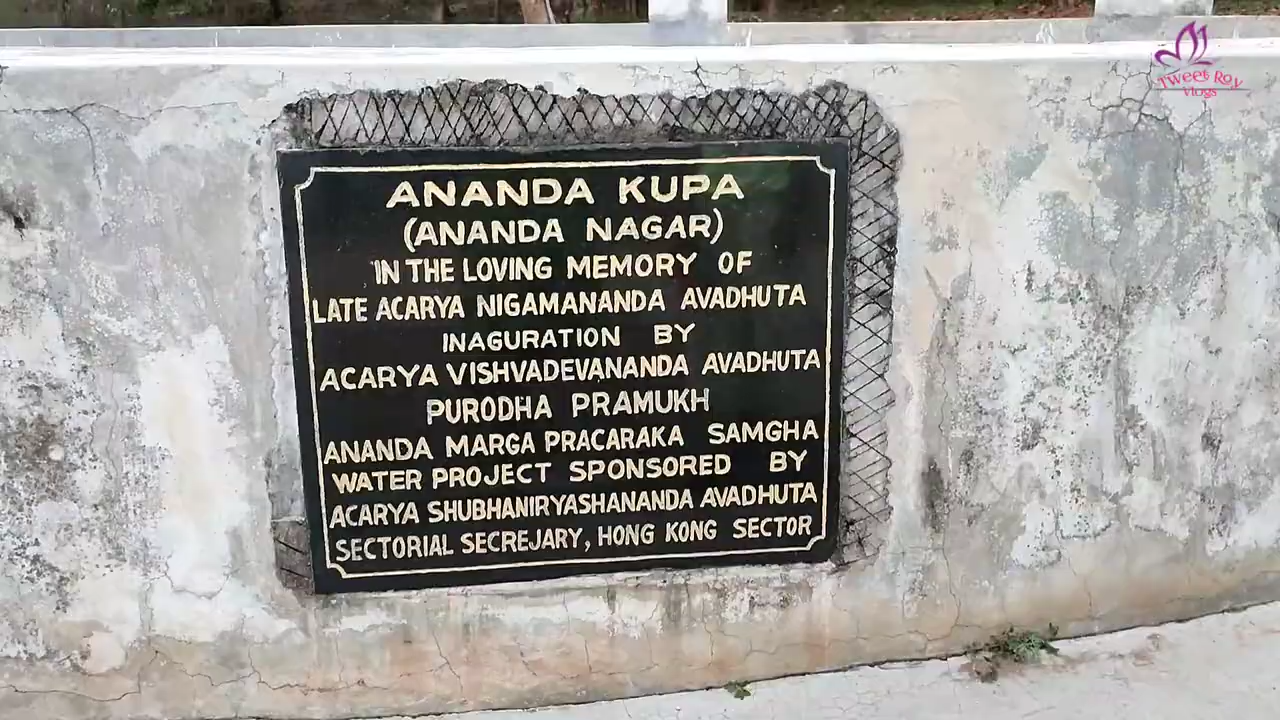 Tweet Roy
Vlogs
ANANDA KUPA
(ANANDA NAGAR)
IN THE LOVING MEMORY OF
LATE ACARYA NIGAMANANDA AVADHUTA
INAGURATION BY
ACARYA VISHVADEVANANDA AVADHUTA
PURODHA PRAMUKH
ANANDA MARGA PRACARAKA SAMGHA
WATER PROJECT SPONSORED BY
ACARYA SHUBHANIRYASHANANDA AVADHUTA
SECTORIAL SECREJARY, HONG KONG SECTOR